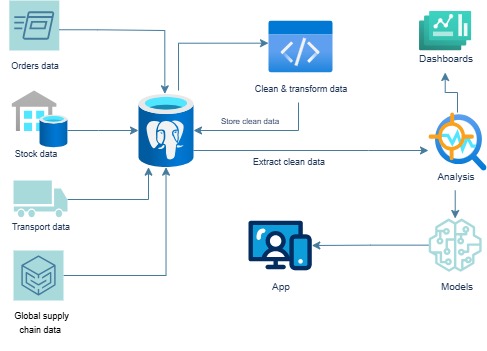 Orders data
Stock data
Transport data
Global supply
chain data
Clean & transform data
Store clean data
Extract clean data
Dashboards
Analysis
App
Models